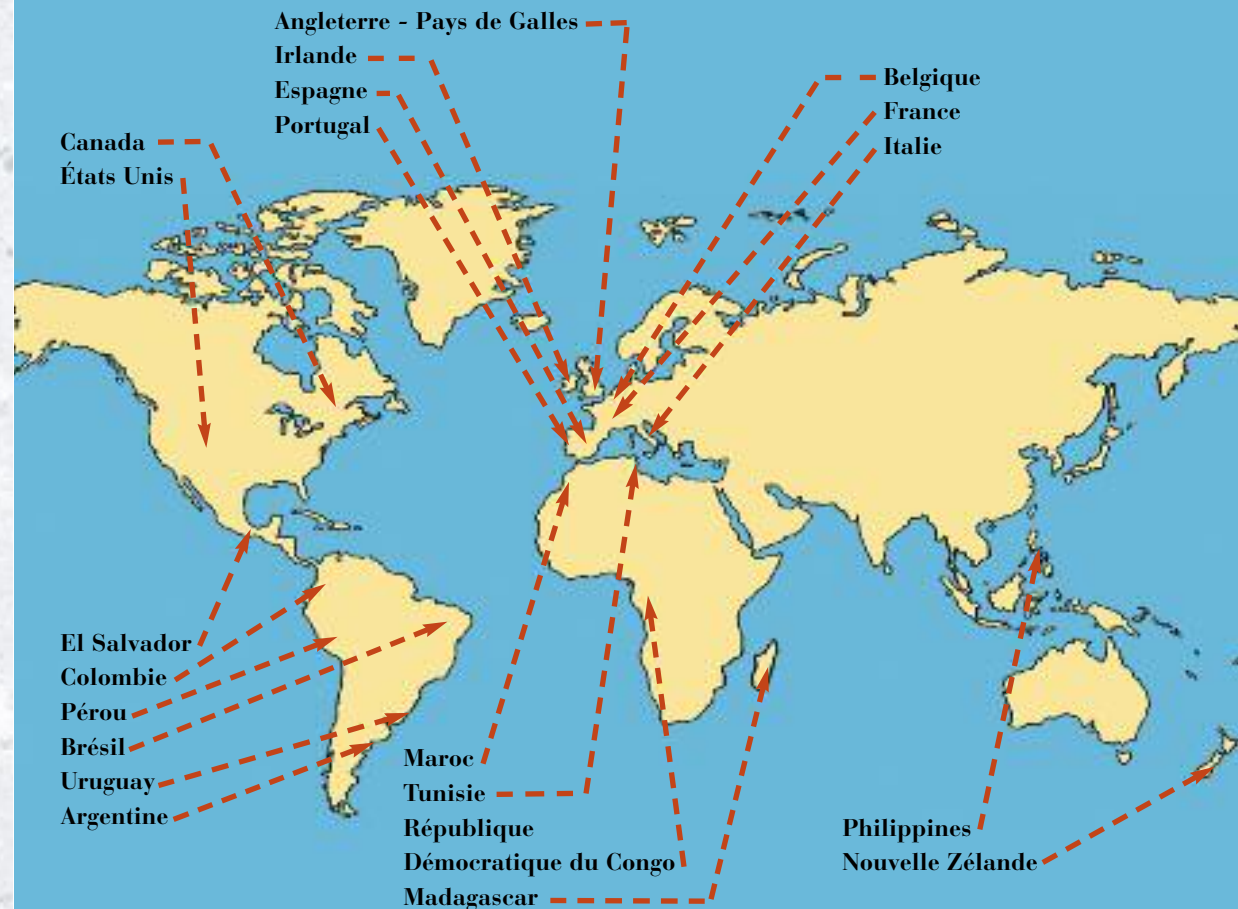 Angleterre - Pays de Galles
Irlande
Espagne
Portugal
Belgique
France
Italie
Canada
États Unis
El Salvador
Colombie
Pérou
Brésil
Uruguay
Argentine
Maroc
Tunisie
République
Démocratique du Congo
Madagascar
Philippines
Nouvelle Zélande